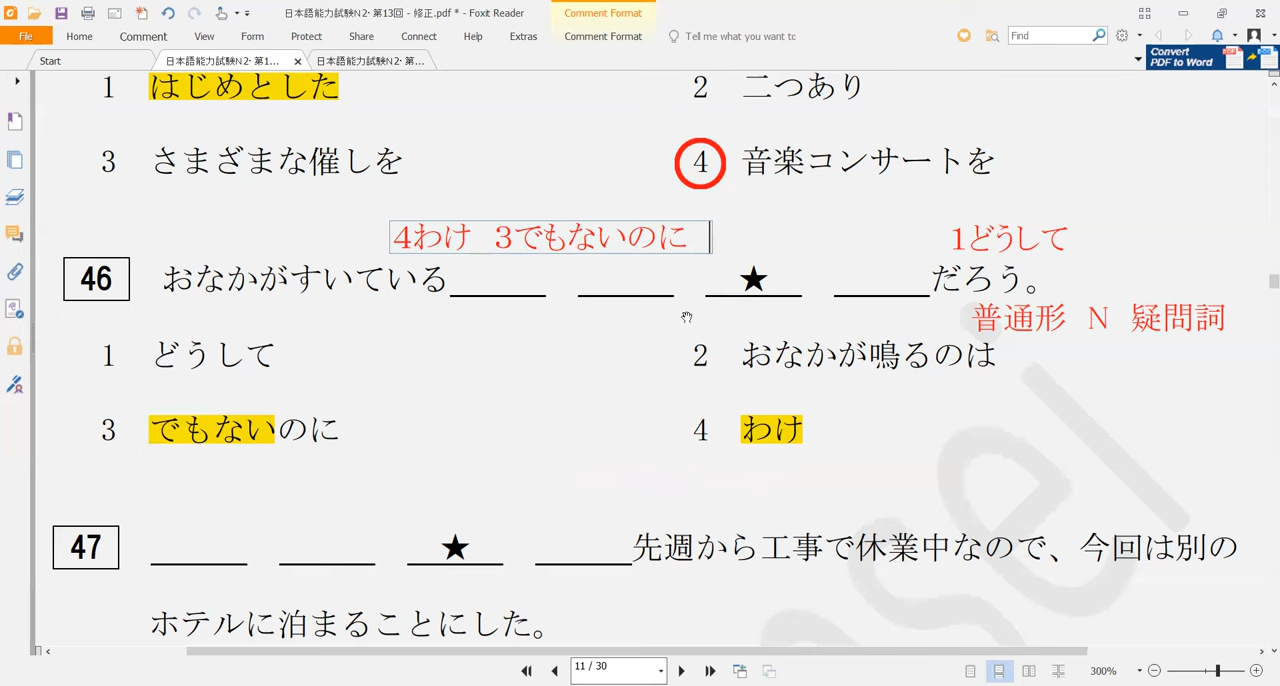 日本語能力試験N2・第13回 - 修正.pdf * - Foxit Reader
Comment Format
File Home Comment View Form Protect Share Connect Help Extras Comment Format Tell me what you want tc Find
Start 日本語能力試験N2・第1... 日本語能力試験N2・第...
Convert
PDF to Word
1 はじめとした 2 二つあり
3 さまざまな催しを 4 音楽コンサートを
4わけ 3でもないのに 1どうして
46 おなかがすいている ★ だろう。
普通形 N 疑問詞
1 どうして 2 おなかが鳴るのは
3 でもないのに 4 わけ
47 ★ 先週から工事で休業中なので、今回は別の
ホテルに泊まることにした。
11 / 30 300%